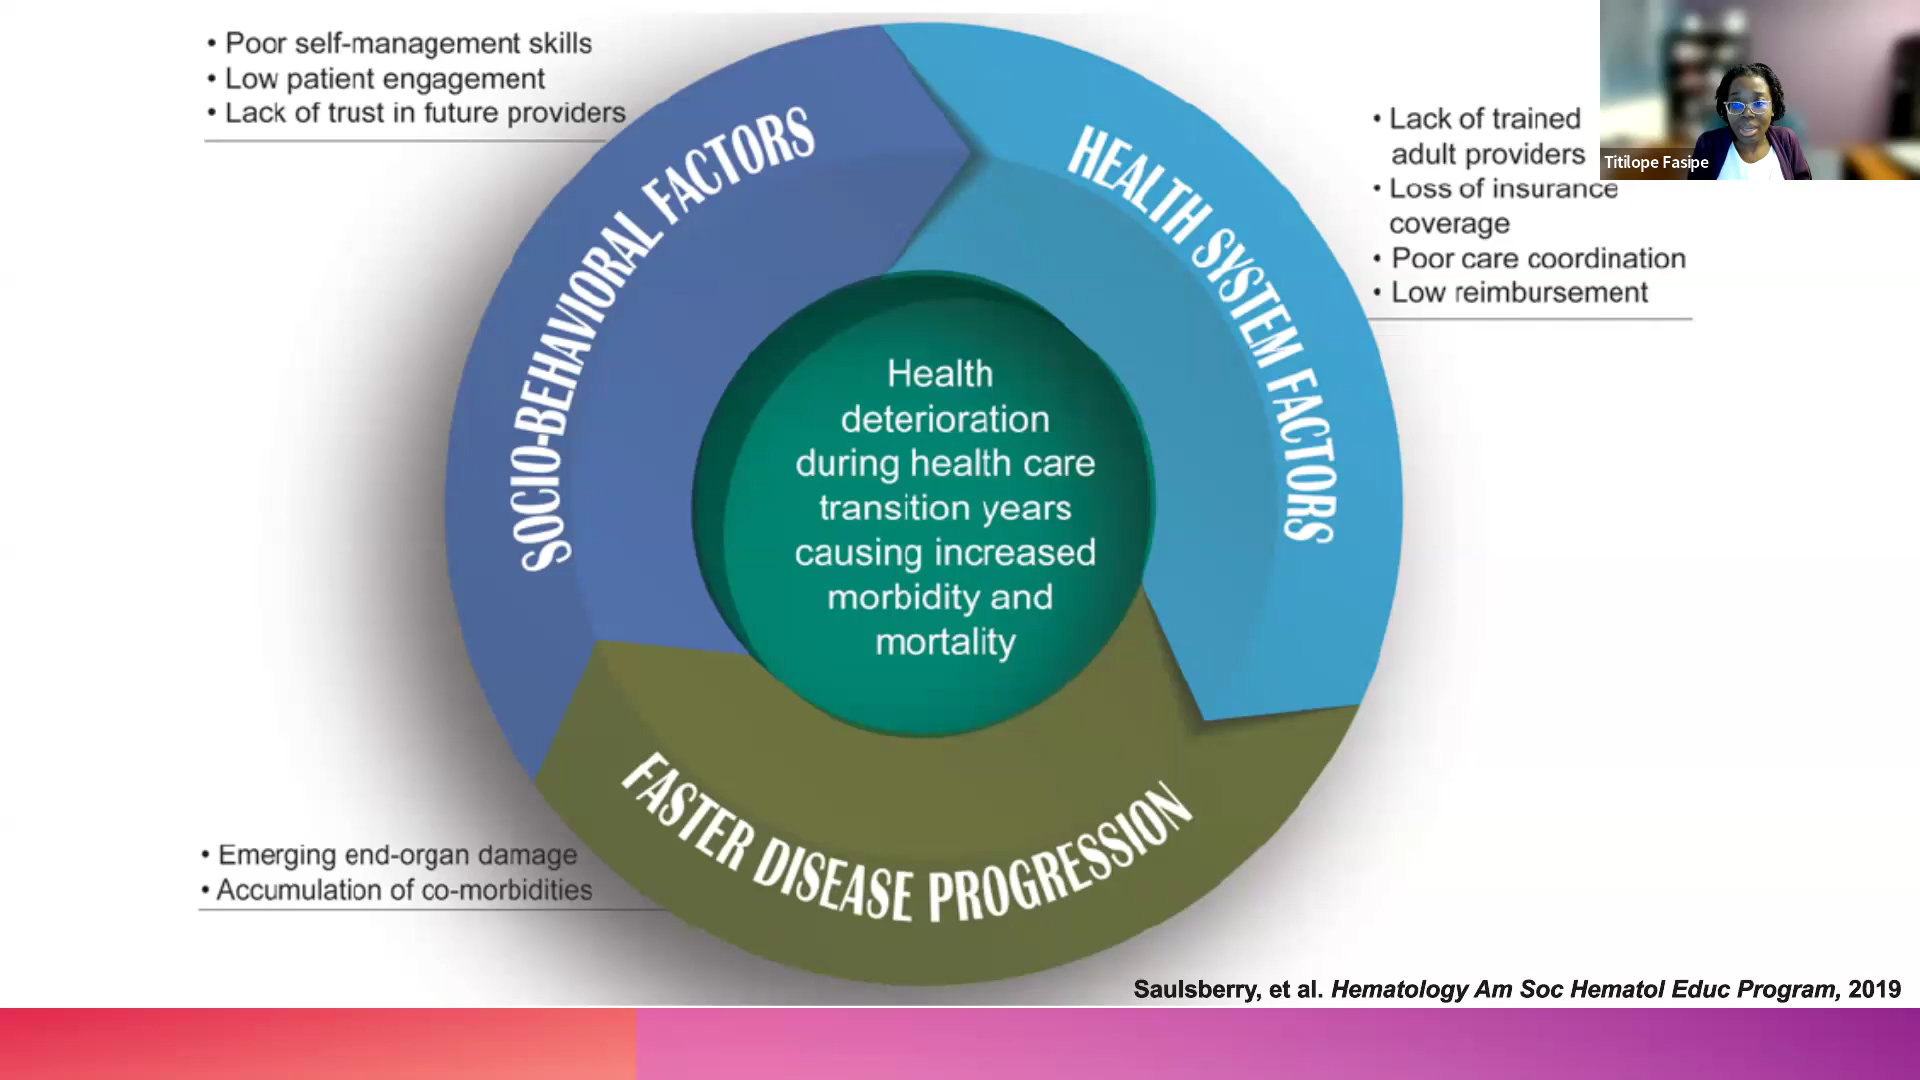 • Poor self-management skills
• Low patient engagement
• Lack of trust in future providers
SOCIO-BEHAVIORAL FACTORS
HEALTH SYSTEM FACTORS
• Lack of trained
adult providers
• Loss of insurance
coverage
• Poor care coordination
• Low reimbursement
Titilope Fasipe
Health
deterioration
during health care
transition years
causing increased
morbidity and
mortality
FASTER DISEASE PROGRESSION
• Emerging end-organ damage
• Accumulation of co-morbidities
Saulsberry, et al. Hematology Am Soc Hematol Educ Program, 2019